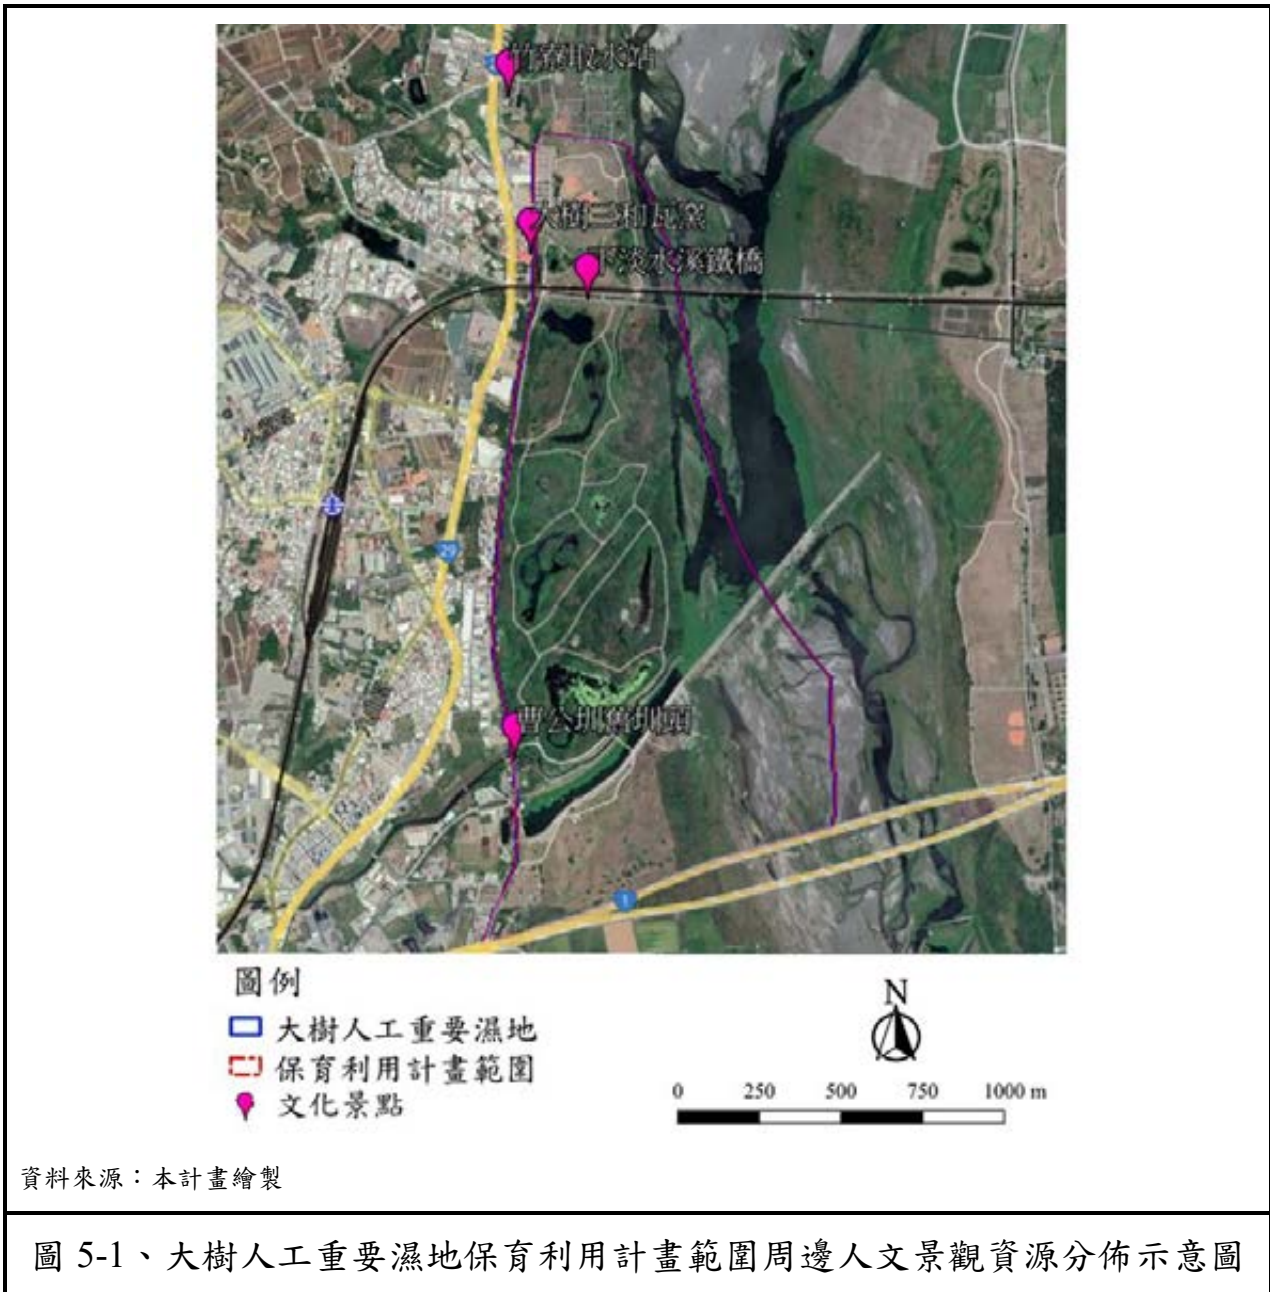 竹寮取水站
大樹三和瓦窯
下淡水溪鐵橋
29
曹公圳舊圳頭
1
圖例
大樹人工重要濕地
保育利用計畫範圍
文化景點
N
0 250 500 750 1000 m
資料來源：本計畫繪製
圖 5-1、大樹人工重要濕地保育利用計畫範圍周邊人文景觀資源分佈示意圖